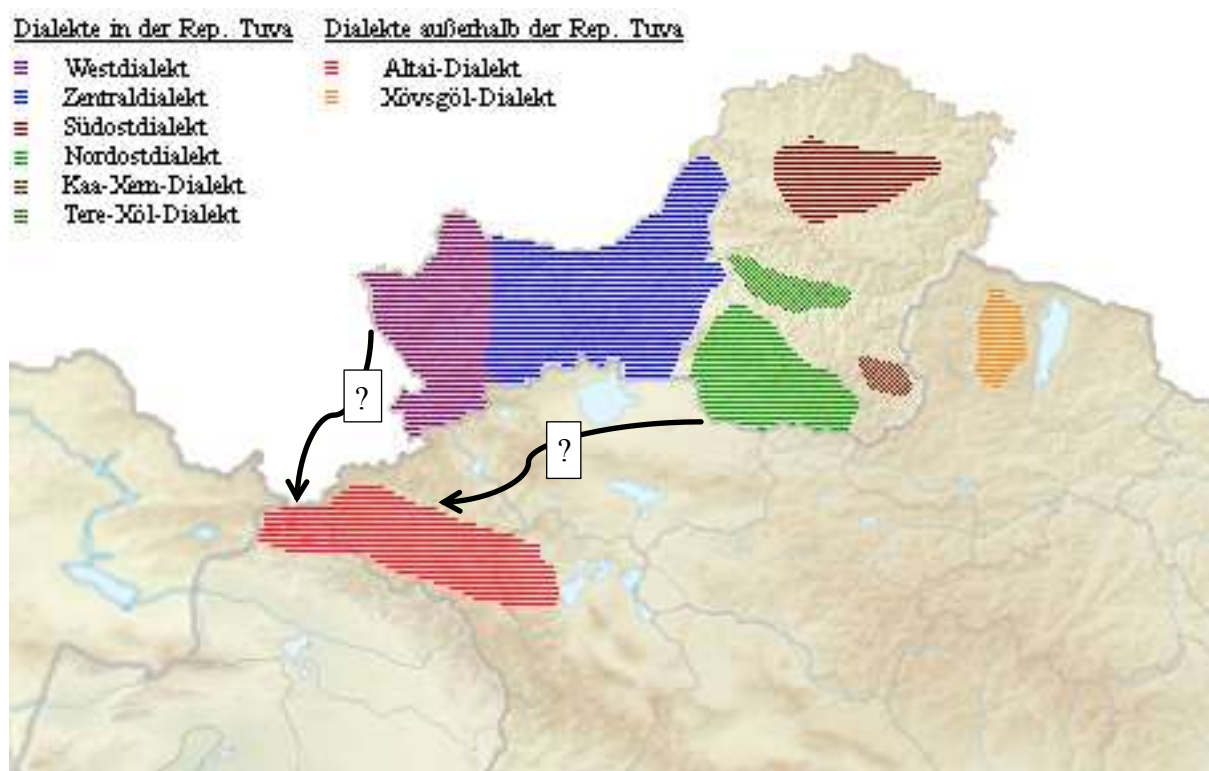 Dialekte in der Rep. Tuva
Westdialekt
Zentraldialekt
Südostdialekt
Nordostdialekt
Kaa-Xem-Dialekt
Tere-Xöl-Dialekt
Dialekte außerhalb der Rep. Tuva
Altai-Dialekt
Xövsgöl-Dialekt
?
?